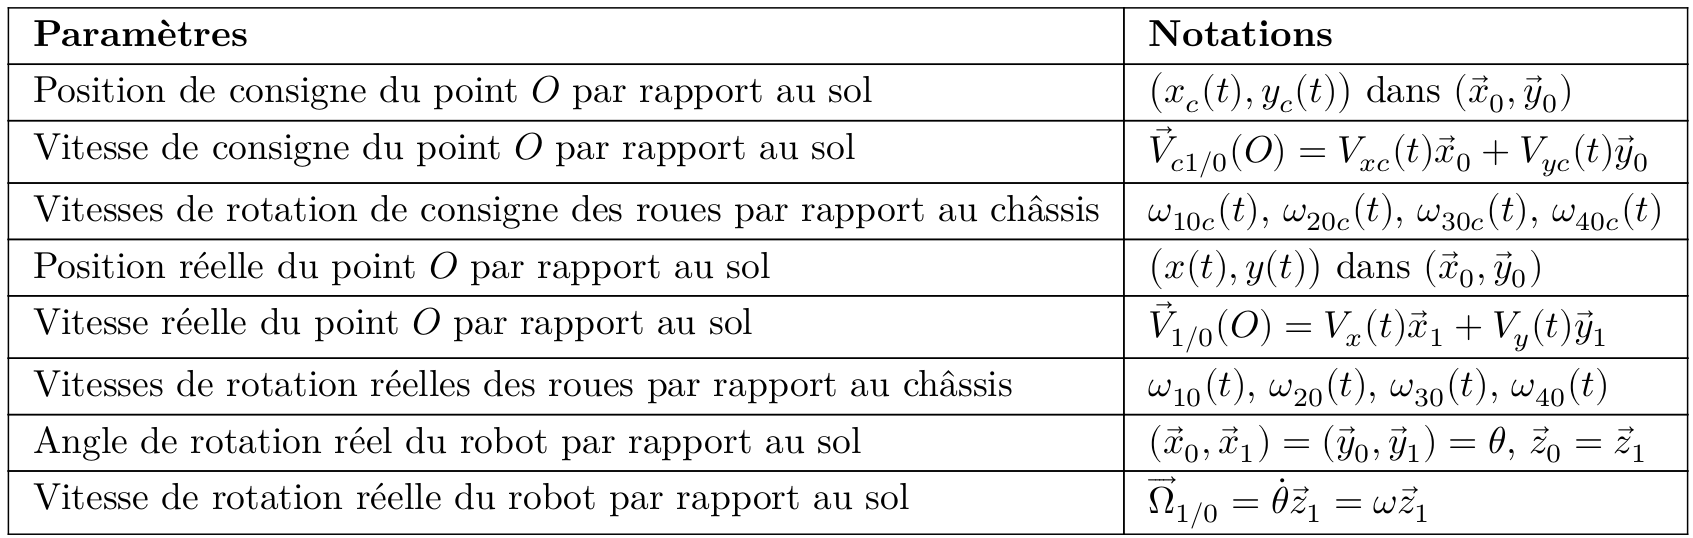 Paramètres Notations
Position de consigne du point $O$ par rapport au sol $(x_c(t), y_c(t))$ dans $(\vec{x}_0, \vec{y}_0)$
Vitesse de consigne du point $O$ par rapport au sol $\vec{V}_{c1/0}(O) = V_{xc}(t)\vec{x}_0 + V_{yc}(t)\vec{y}_0$
Vitesses de rotation de consigne des roues par rapport au châssis $\omega_{10c}(t)$, $\omega_{20c}(t)$, $\omega_{30c}(t)$, $\omega_{40c}(t)$
Position réelle du point $O$ par rapport au sol $(x(t), y(t))$ dans $(\vec{x}_0, \vec{y}_0)$
Vitesse réelle du point $O$ par rapport au sol $\vec{V}_{1/0}(O) = V_x(t)\vec{x}_1 + V_y(t)\vec{y}_1$
Vitesses de rotation réelles des roues par rapport au châssis $\omega_{10}(t)$, $\omega_{20}(t)$, $\omega_{30}(t)$, $\omega_{40}(t)$
Angle de rotation réel du robot par rapport au sol $(\vec{x}_0, \vec{x}_1) = (\vec{y}_0, \vec{y}_1) = \theta$, $\vec{z}_0 = \vec{z}_1$
Vitesse de rotation réelle du robot par rapport au sol $\overrightarrow{\Omega}_{1/0} = \dot{\theta}\vec{z}_1 = \omega\vec{z}_1$